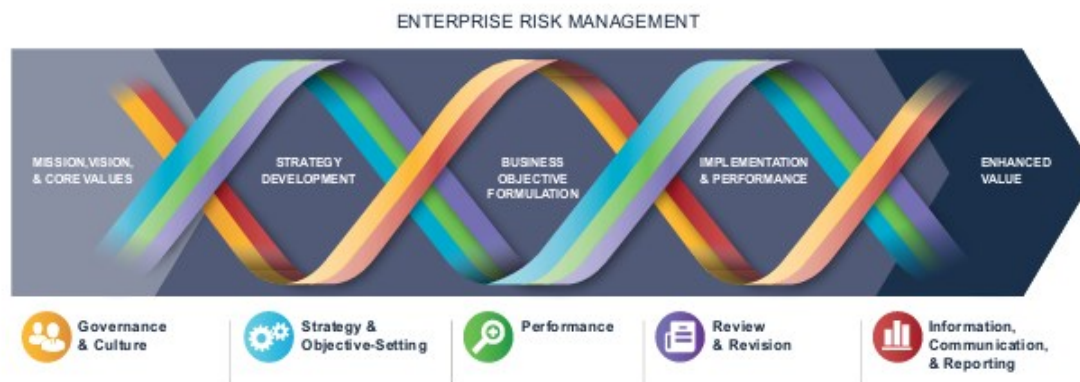 ENTERPRISE RISK MANAGEMENT
MISSION, VISION,
& CORE VALUES
STRATEGY
DEVELOPMENT
BUSINESS
OBJECTIVE
FORMULATION
IMPLEMENTATION
& PERFORMANCE
ENHANCED
VALUE
Governance
& Culture
Strategy &
Objective-Setting
Performance
Review
& Revision
Information,
Communication,
& Reporting